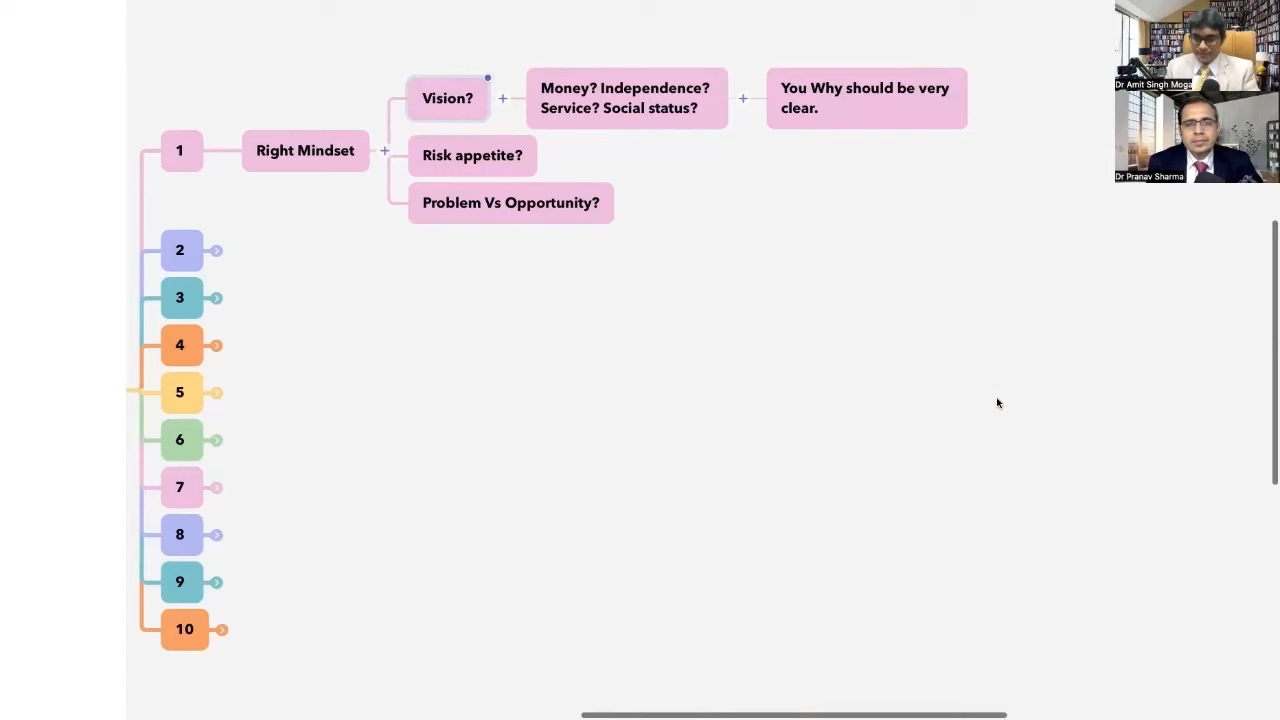 Vision?
Money? Independence?
Service? Social status?
You Why should be very
clear.
1
Right Mindset
Risk appetite?
Problem Vs Opportunity?
2
3
4
5
6
7
8
9
10
Dr Amit Singh Moga
Dr Pranav Sharma